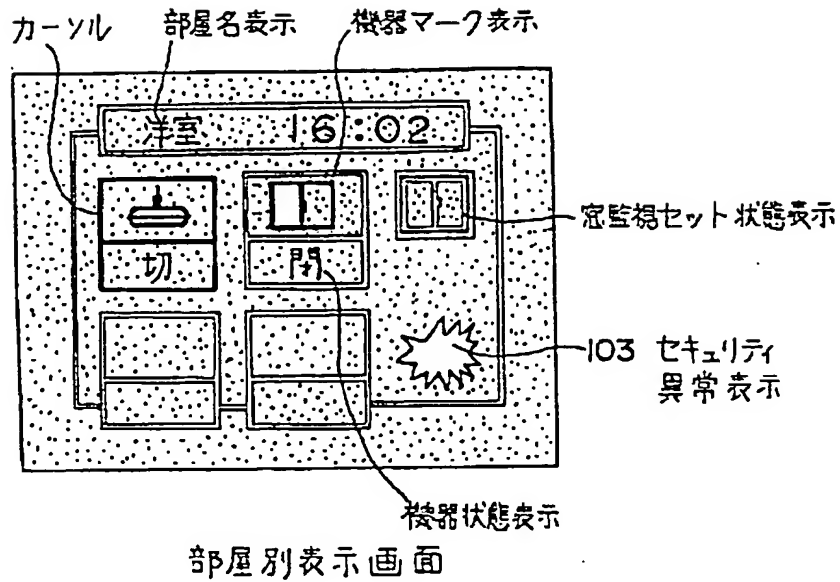 カーソル
部屋名表示
機器マーク表示
洋室 16:02
窓監視セット状態表示
切
閉
103 セキュリティ
異常表示
機器状態表示
部屋別表示画面